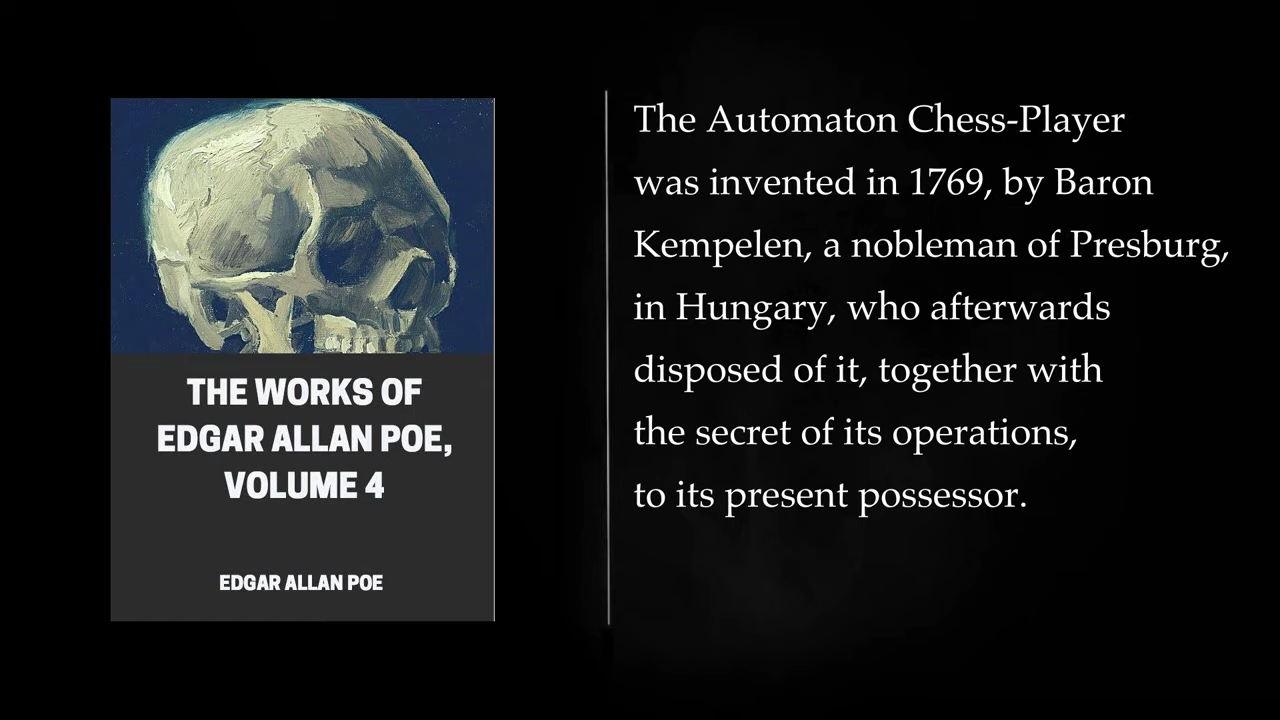 THE WORKS OF
EDGAR ALLAN POE,
VOLUME 4
EDGAR ALLAN POE
The Automaton Chess-Player
was invented in 1769, by Baron
Kempelen, a nobleman of Presburg,
in Hungary, who afterwards
disposed of it, together with
the secret of its operations,
to its present possessor.